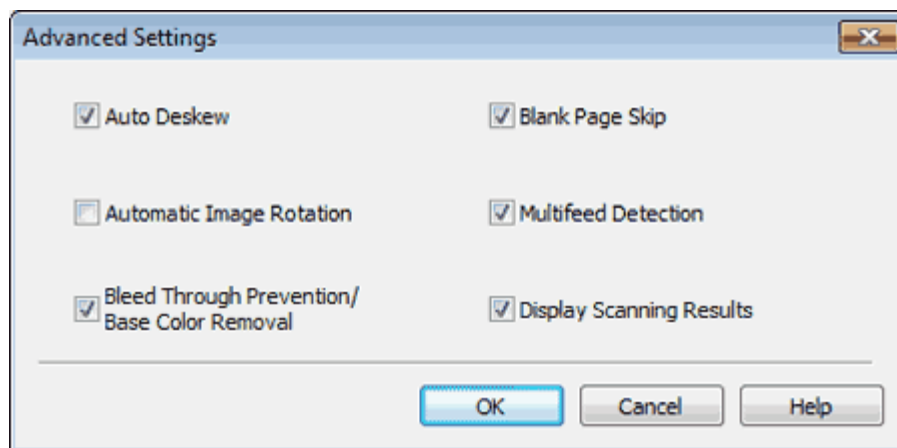 Advanced Settings
Auto Deskew
Blank Page Skip
Automatic Image Rotation
Multifeed Detection
Bleed Through Prevention/
Base Color Removal
Display Scanning Results
OK
Cancel
Help